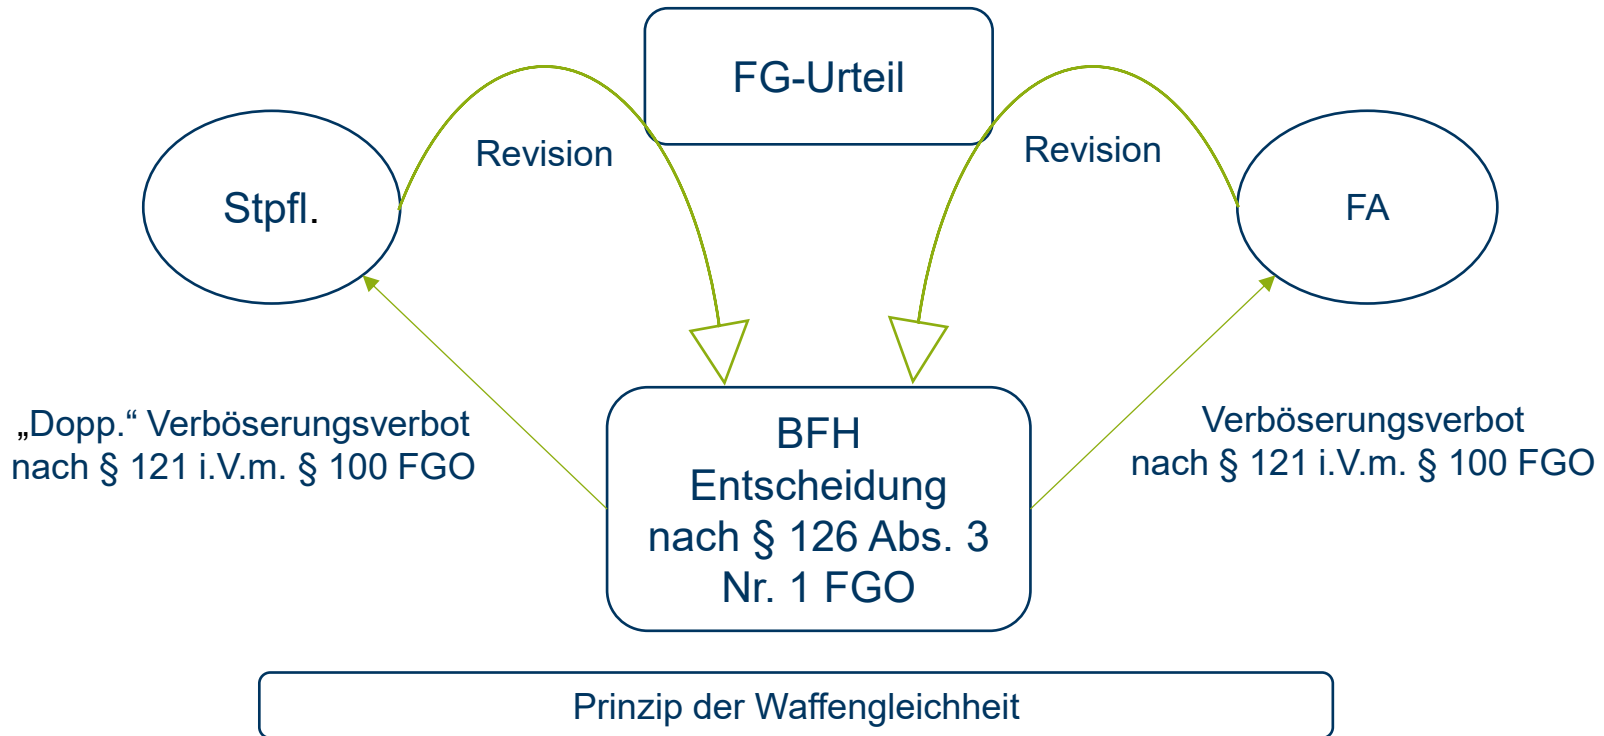 FG-Urteil
Revision
Revision
Stpfl.
FA
„Dopp.“ Verböserungsverbot
nach § 121 i.V.m. § 100 FGO
Verböserungsverbot
nach § 121 i.V.m. § 100 FGO
BFH
Entscheidung
nach § 126 Abs. 3
Nr. 1 FGO
Prinzip der Waffengleichheit